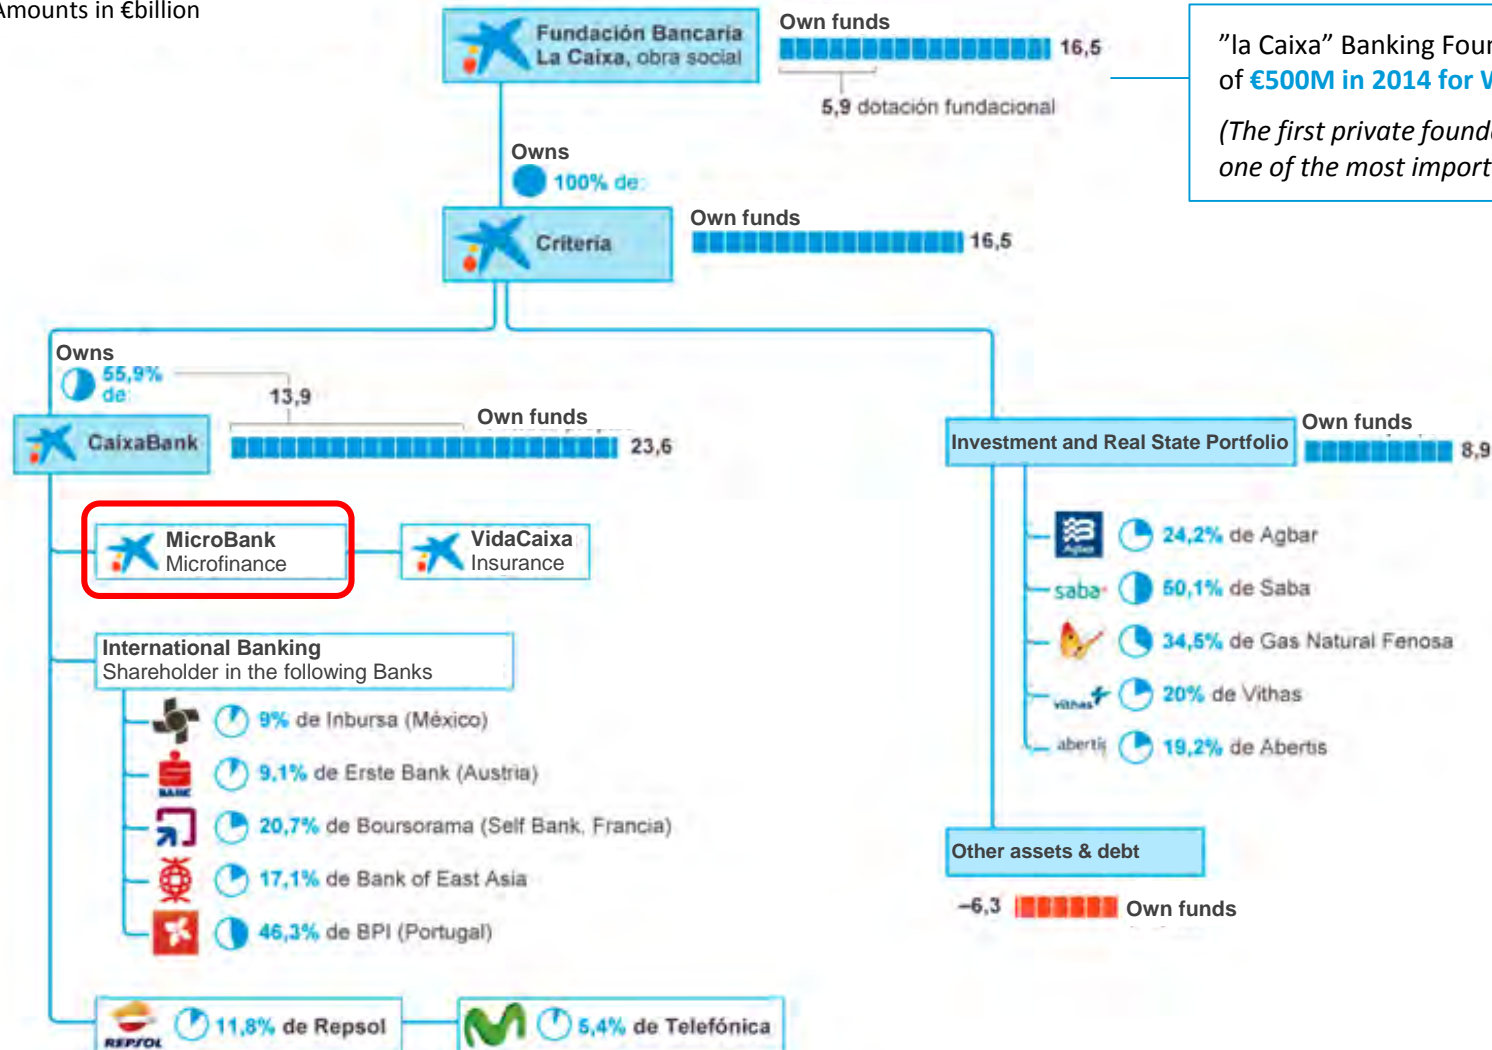 Amounts in €billion
Fundación Bancaria
La Caixa, obra social
Own funds
16,5
5,9 dotación fundacional
"la Caixa" Banking
of €500M in 2014 for
(The first private
one of the most
Owns
100% de:
Criteria
Own funds
16,5
Owns
55,9%
de:
13,9
CaixaBank
Own funds
23,6
Investment and Real State Portfolio
Own funds
8,9
MicroBank
Microfinance
VidaCaixa
Insurance
Agbar
24,2% de Agbar
saba
50,1% de Saba
34,5% de Gas Natural Fenosa
vithas
20% de Vithas
abertis
19,2% de Abertis
International Banking
Shareholder in the following Banks
9% de Inbursa (México)
BANK
9,1% de Erste Bank (Austria)
20,7% de Boursorama (Self Bank, Francia)
17,1% de Bank of East Asia
46,3% de BPI (Portugal)
Other assets & debt
-6,3
Own funds
REPSOL
11,8% de Repsol
5,4% de Telefónica